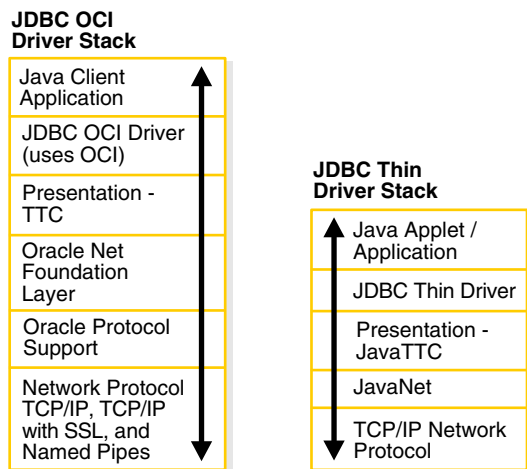 JDBC OCI
Driver Stack
Java Client
Application
JDBC OCI Driver
(uses OCI)
Presentation -
TTC
Oracle Net
Foundation
Layer
Oracle Protocol
Support
Network Protocol
TCP/IP, TCP/IP
with SSL, and
Named Pipes
JDBC Thin
Driver Stack
Java Applet /
Application
JDBC Thin Driver
Presentation -
JavaTTC
JavaNet
TCP/IP Network
Protocol